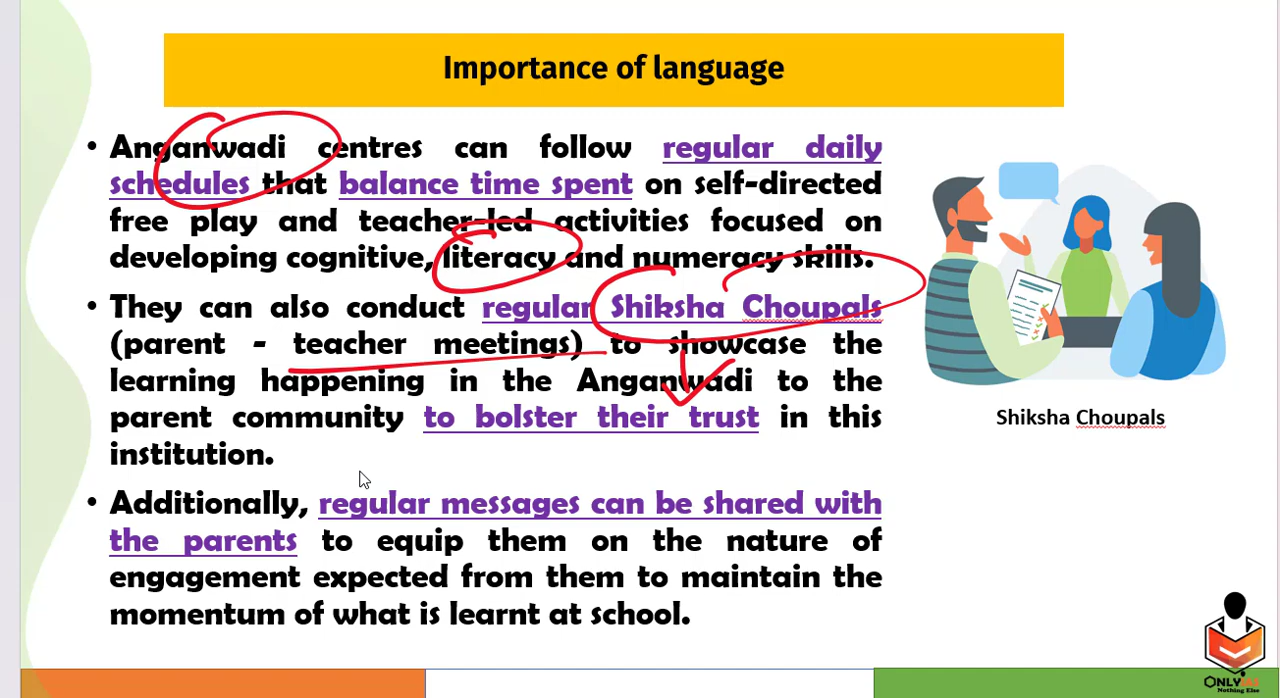 Importance of language
• Anganwadi centres can follow regular daily
schedules that balance time spent on self-directed
free play and teacher-led activities focused on
developing cognitive, literacy and numeracy skills.
• They can also conduct regular Shiksha Choupals
(parent - teacher meetings) to showcase the
learning happening in the Anganwadi to the
parent community to bolster their trust in this
institution.
• Additionally, regular messages can be shared with
the parents to equip them on the nature of
engagement expected from them to maintain the
momentum of what is learnt at school.
Shiksha Choupals
Nothing Else